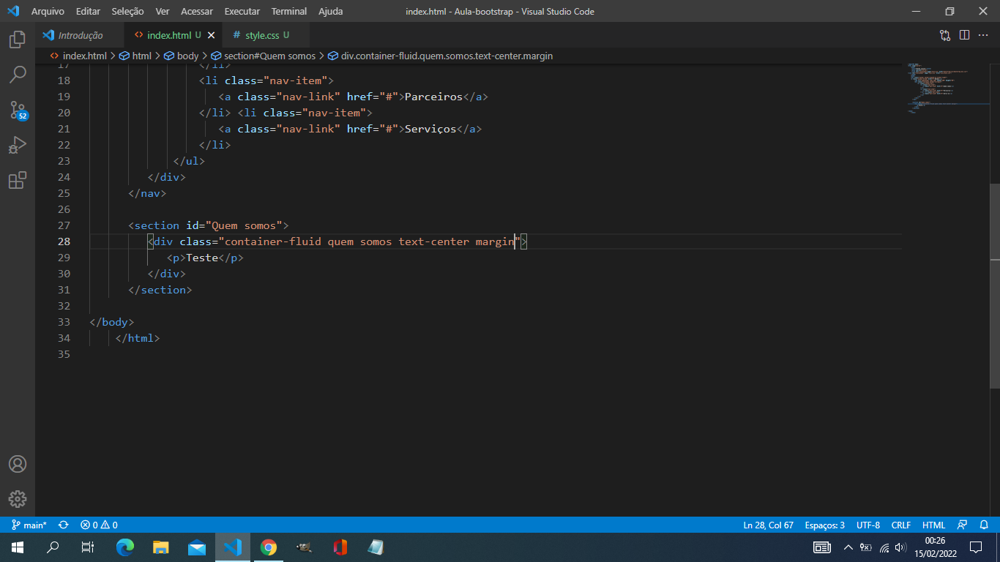 Arquivo Editar Seleção Ver Acessar Executar Terminal Ajuda index.html - Aula-bootstrap - Visual Studio Code
Introdução index.html U style.css U
index.html > html > body > section#Quem somos > div.container-fluid.quem.somos.text-center.margin
17 </li>
18 <li class="nav-item">
19 <a class="nav-link" href="#">Parceiros</a>
20 </li> <li class="nav-item">
21 <a class="nav-link" href="#">Serviços</a>
22 </li>
23 </ul>
24 </div>
25 </nav>
26
27 <section id="Quem somos">
28 <div class="container-fluid quem somos text-center margin">
29 <p>Teste</p>
30 </div>
31 </section>
32
33 </body>
34 </html>
35
52
main* 0 0 Ln 28, Col 67 Espaços: 3 UTF-8 CRLF HTML
00:26
15/02/2022